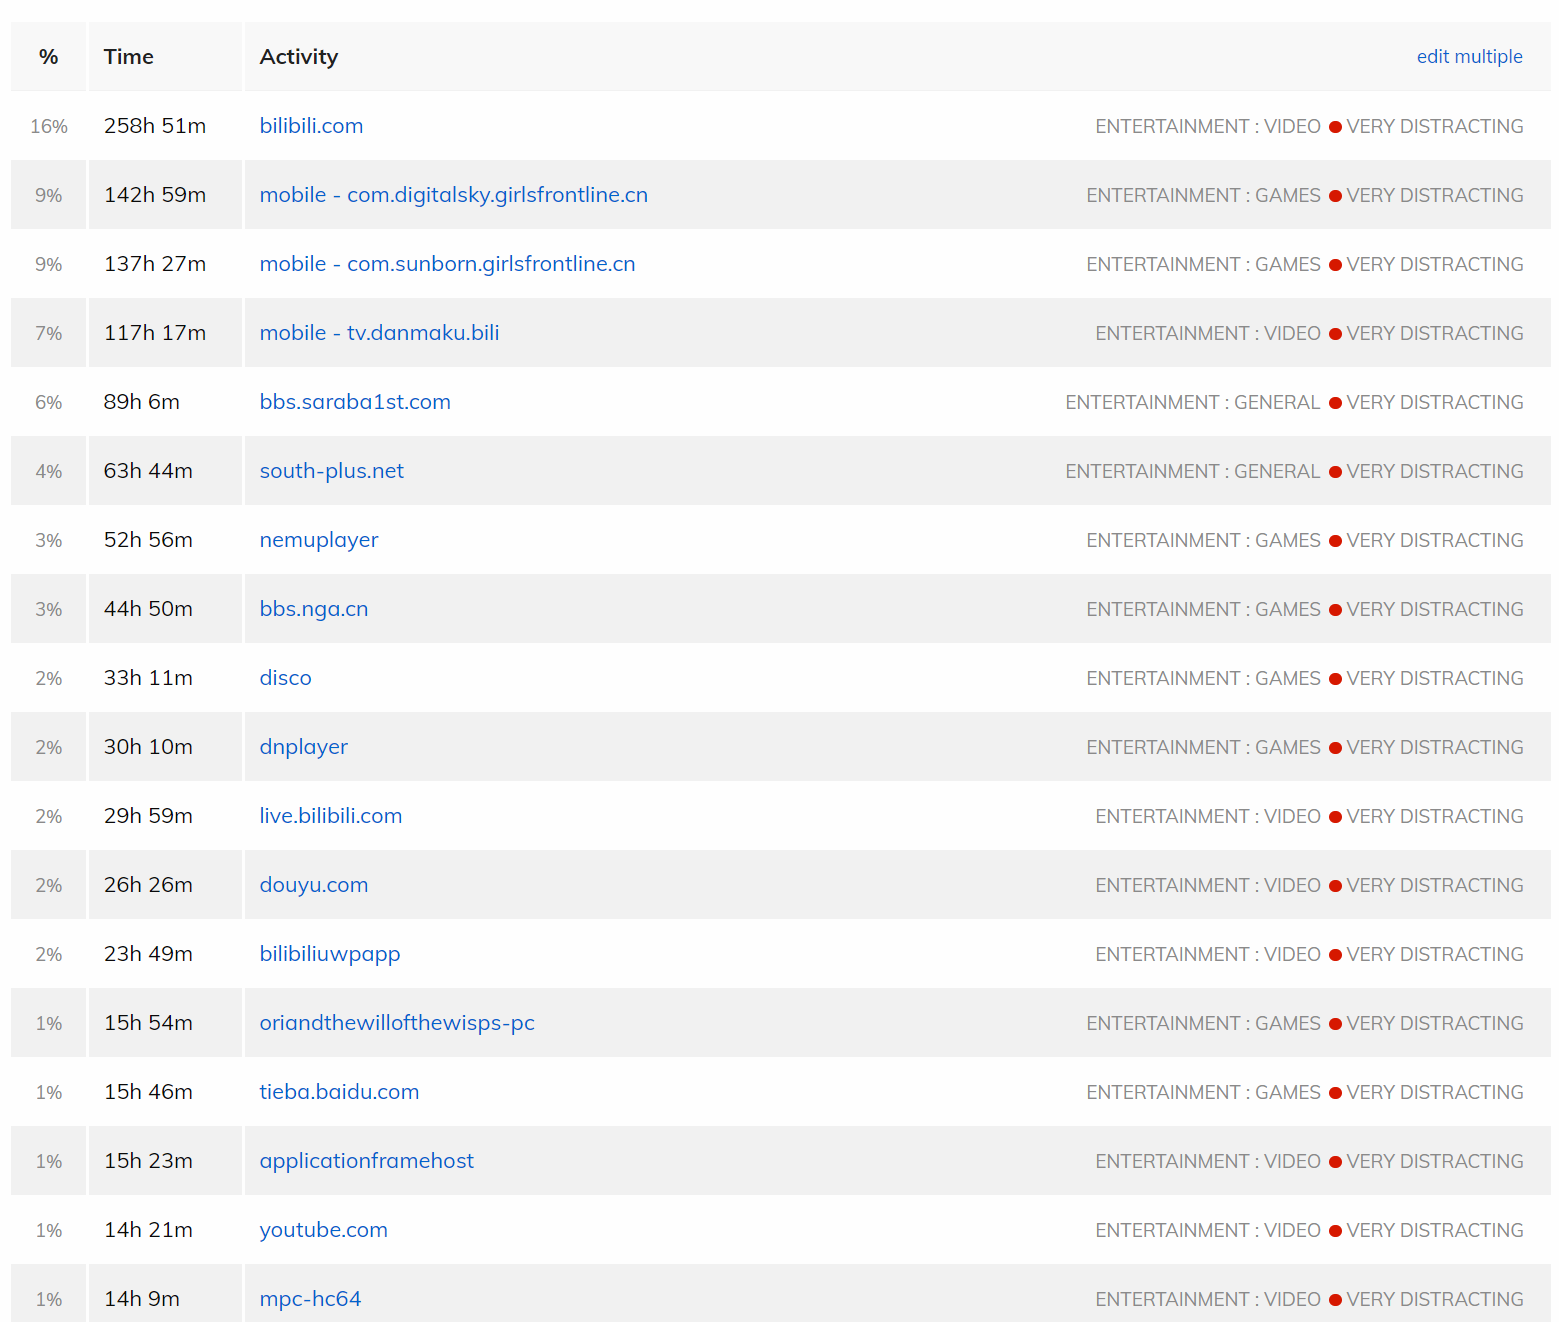 % Time Activity edit multiple
16% 258h 51m bilibili.com ENTERTAINMENT : VIDEO VERY DISTRACTING
9% 142h 59m mobile - com.digitalsky.girlsfrontline.cn ENTERTAINMENT : GAMES VERY DISTRACTING
9% 137h 27m mobile - com.sunborn.girlsfrontline.cn ENTERTAINMENT : GAMES VERY DISTRACTING
7% 117h 17m mobile - tv.danmaku.bili ENTERTAINMENT : VIDEO VERY DISTRACTING
6% 89h 6m bbs.saraba1st.com ENTERTAINMENT : GENERAL VERY DISTRACTING
4% 63h 44m south-plus.net ENTERTAINMENT : GENERAL VERY DISTRACTING
3% 52h 56m nemuplayer ENTERTAINMENT : GAMES VERY DISTRACTING
3% 44h 50m bbs.nga.cn ENTERTAINMENT : GAMES VERY DISTRACTING
2% 33h 11m disco ENTERTAINMENT : GAMES VERY DISTRACTING
2% 30h 10m dnplayer ENTERTAINMENT : GAMES VERY DISTRACTING
2% 29h 59m live.bilibili.com ENTERTAINMENT : VIDEO VERY DISTRACTING
2% 26h 26m douyu.com ENTERTAINMENT : VIDEO VERY DISTRACTING
2% 23h 49m bilibiliuwpapp ENTERTAINMENT : VIDEO VERY DISTRACTING
1% 15h 54m oriandthewillofthewisps-pc ENTERTAINMENT : GAMES VERY DISTRACTING
1% 15h 46m tieba.baidu.com ENTERTAINMENT : GAMES VERY DISTRACTING
1% 15h 23m applicationframehost ENTERTAINMENT : VIDEO VERY DISTRACTING
1% 14h 21m youtube.com ENTERTAINMENT : VIDEO VERY DISTRACTING
1% 14h 9m mpc-hc64 ENTERTAINMENT : VIDEO VERY DISTRACTING